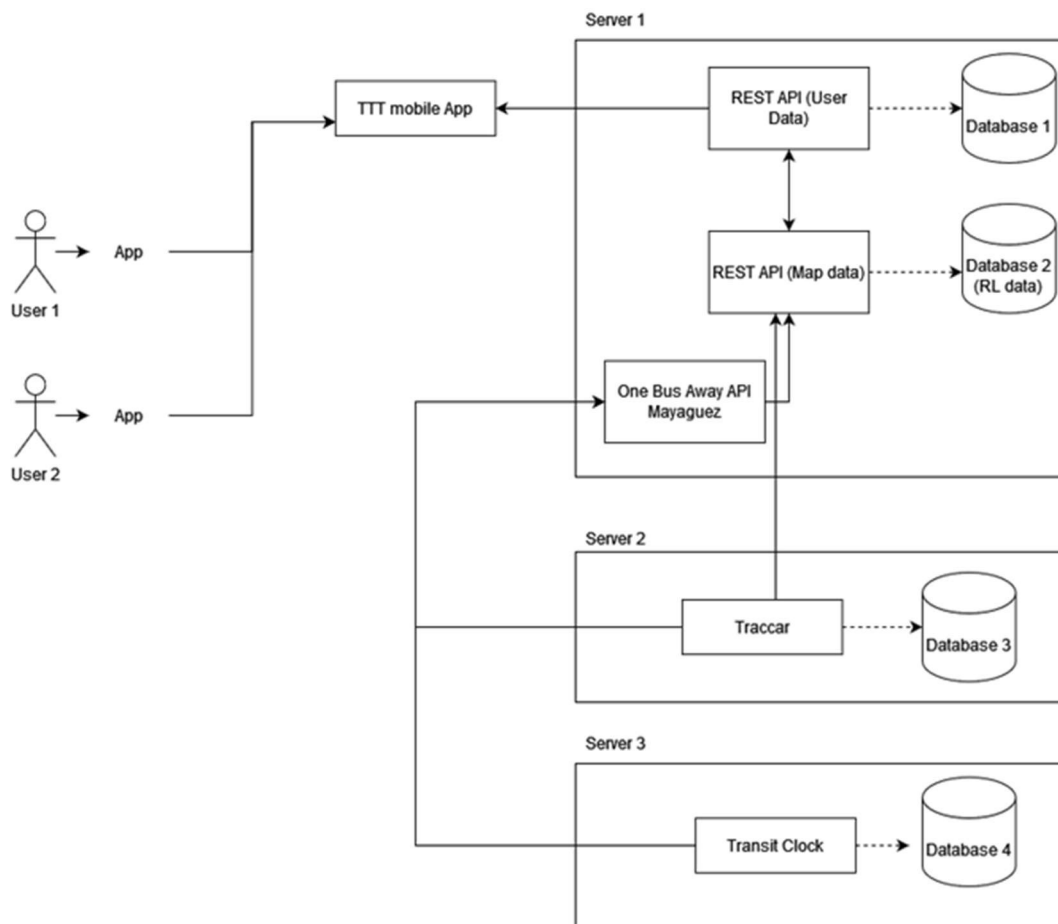 Server 1
TTT mobile App
REST API (User
Data)
Database 1
App
User 1
REST API (Map data)
Database 2
(RL data)
One Bus Away API
Mayaguez
App
User 2
Server 2
Traccar
Database 3
Server 3
Transit Clock
Database 4